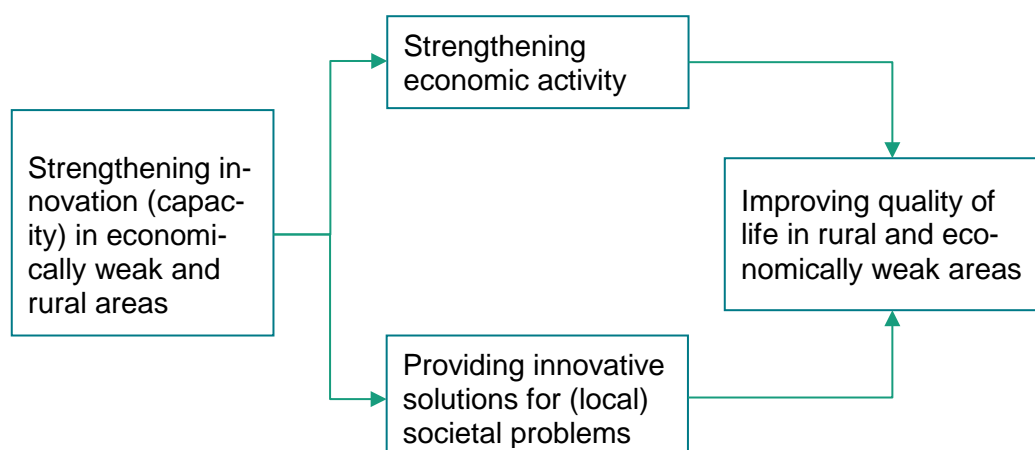 Strengthening
economic activity
Strengthening in-
novation (capac-
ity) in economi-
cally weak and
rural areas
Improving quality of
life in rural and eco-
nomically weak areas
Providing innovative
solutions for (local)
societal problems